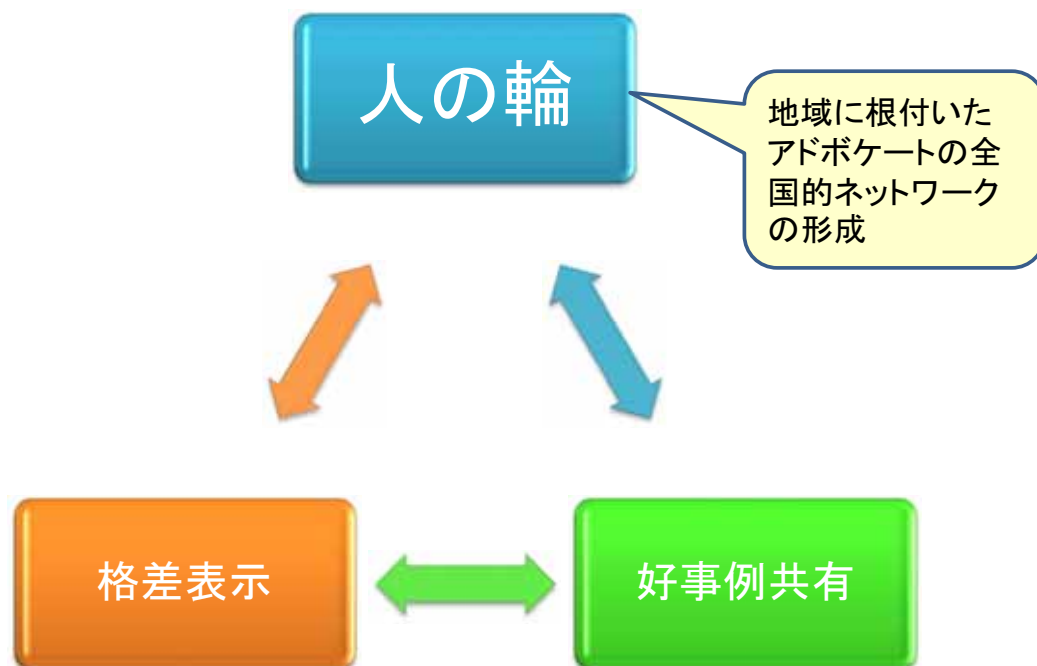 人の輪
地域に根付いた
アドボケートの全
国的ネットワーク
の形成
格差表示
好事例共有